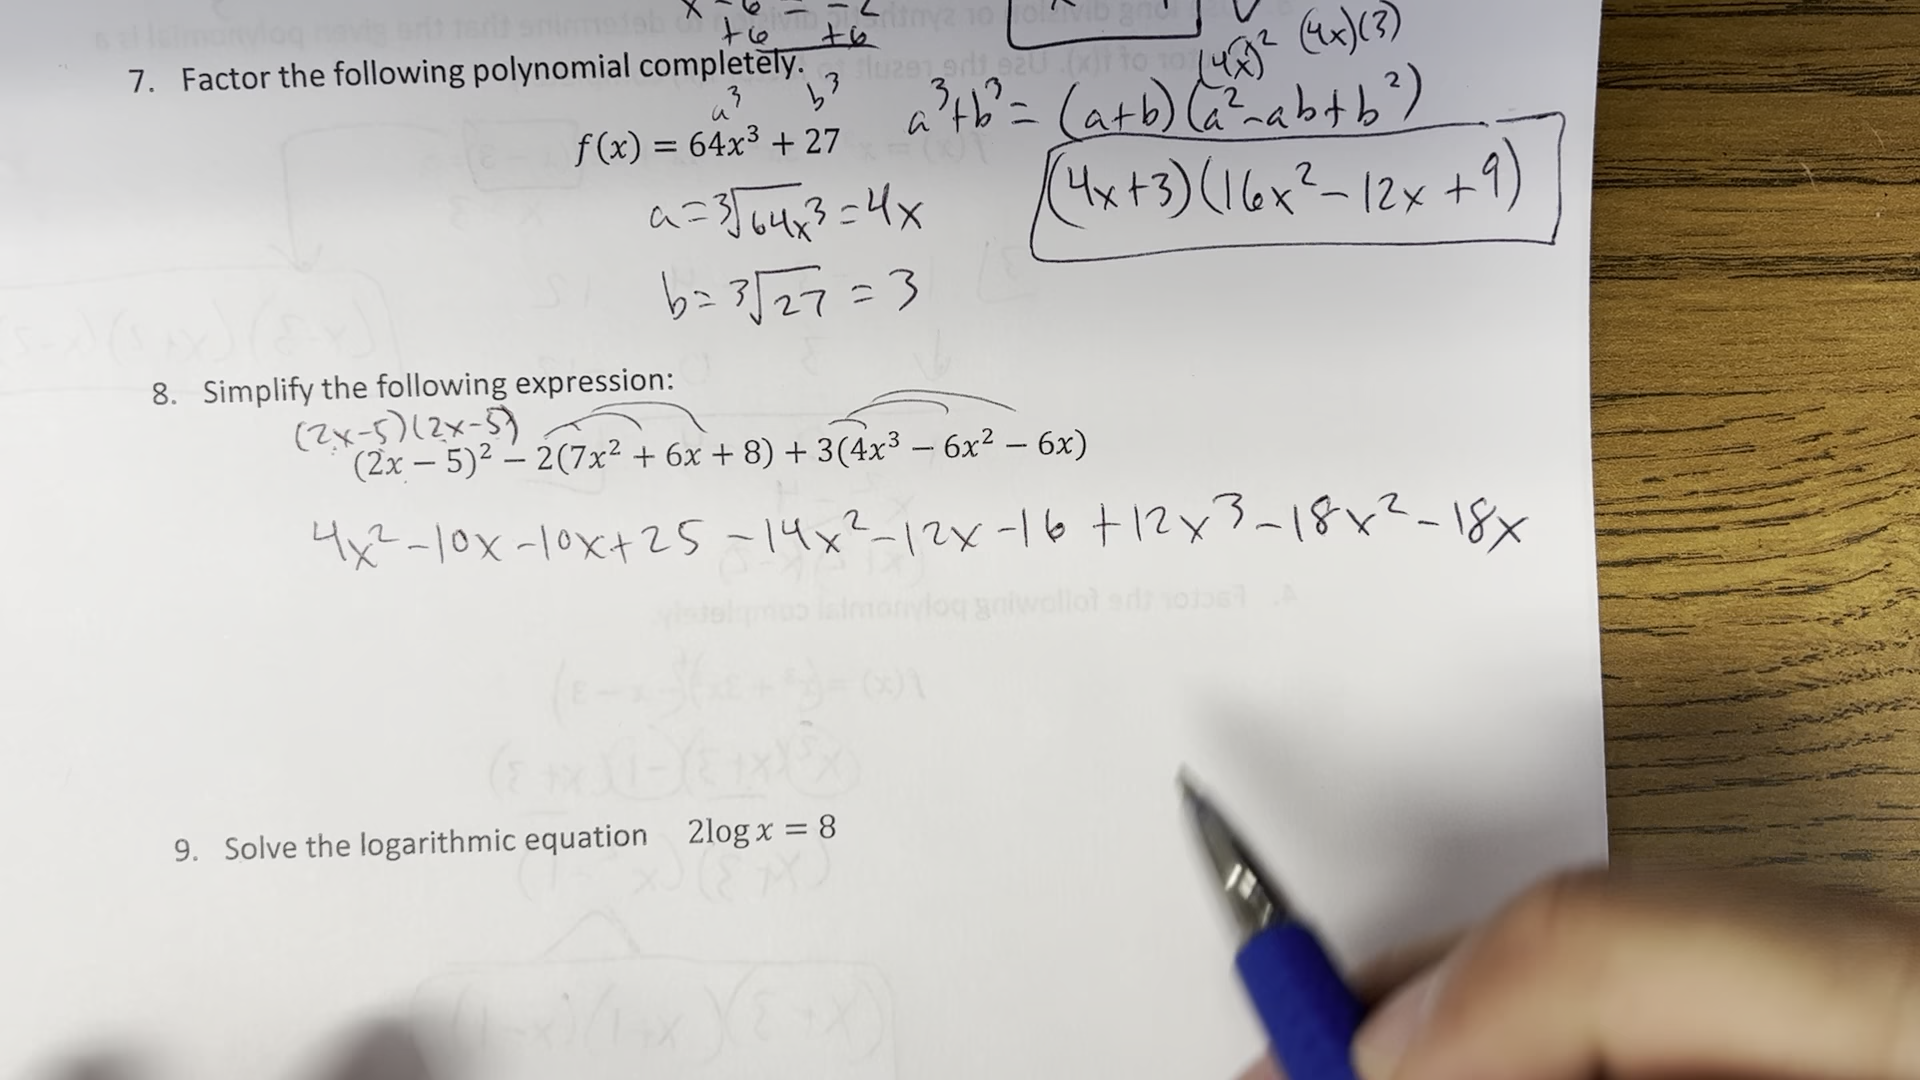 +6 +6
7. Factor the following polynomial completely.
a³ b³
f(x) = 64x³ + 27
a = ³√64x³ = 4x
b = ³√27 = 3
(4x)² (4x)(3)
a³+b³ = (a+b)(a²-ab+b²)
(4x+3)(16x²-12x+9)
8. Simplify the following expression:
(2x-5)(2x-5)
(2x − 5)² − 2(7x² + 6x + 8) + 3(4x³ − 6x² − 6x)
4x²-10x-10x+25 -14x²-12x-16 +12x³-18x²-18x
9. Solve the logarithmic equation 2log x = 8